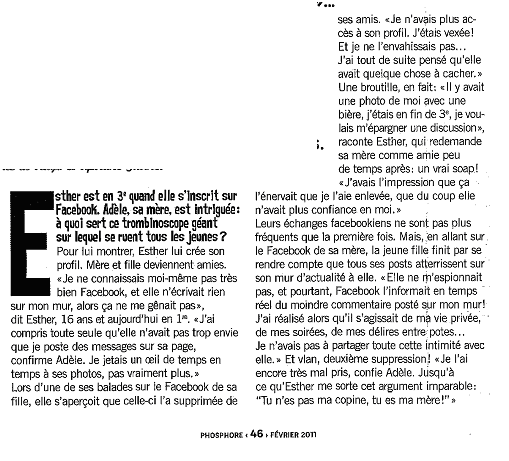 Esther est en 3e quand elle s'inscrit sur
Facebook. Adèle, sa mère, est intriguée:
à quoi sert ce trombinoscope géant
sur lequel se ruent tous les jeunes?
Pour lui montrer, Esther lui crée son
profil. Mère et fille deviennent amies.
«Je ne connaissais moi-même pas très
bien Facebook, et elle n'écrivait rien
sur mon mur, alors ça ne me gênait pas»,
dit Esther, 16 ans et aujourd'hui en 1re. «J'ai
compris toute seule qu'elle n'avait pas trop envie
que je poste des messages sur sa page,
confirme Adèle. Je jetais un œil de temps en
temps à ses photos, pas vraiment plus.»
Lors d'une de ses balades sur le Facebook de sa
fille, elle s'aperçoit que celle-ci l'a supprimée de
ses amis. «Je n'avais plus ac-
cès à son profil. J'étais vexée!
Et je ne l'envahissais pas...
J'ai tout de suite pensé qu'elle
avait quelque chose à cacher.»
Une broutille, en fait: «Il y avait
une photo de moi avec une
bière, j'étais en fin de 3e, je vou-
lais m'épargner une discussion»,
raconte Esther, qui redemande
sa mère comme amie peu
de temps après: un vrai soap!
«J'avais l'impression que ça
l'énervait que je l'aie enlevée, que du coup elle
n'avait plus confiance en moi.»
Leurs échanges facebookiens ne sont pas plus
fréquents que la première fois. Mais, en allant sur
le Facebook de sa mère, la jeune fille finit par se
rendre compte que tous ses posts atterrissent sur
son mur d'actualité à elle. «Elle ne m'espionnait
pas, et pourtant, Facebook l'informait en temps
réel du moindre commentaire posté sur mon mur!
J'ai réalisé alors qu'il s'agissait de ma vie privée,
de mes soirées, de mes délires entre potes...
Je n'avais pas à partager toute cette intimité avec
elle.» Et vlan, deuxième suppression! «Je l'ai
encore très mal pris, confie Adèle. Jusqu'à
ce qu'Esther me sorte cet argument imparable:
"Tu n'es pas ma copine, tu es ma mère!"»
PHOSPHORE ‹ 46 › FÉVRIER 2011